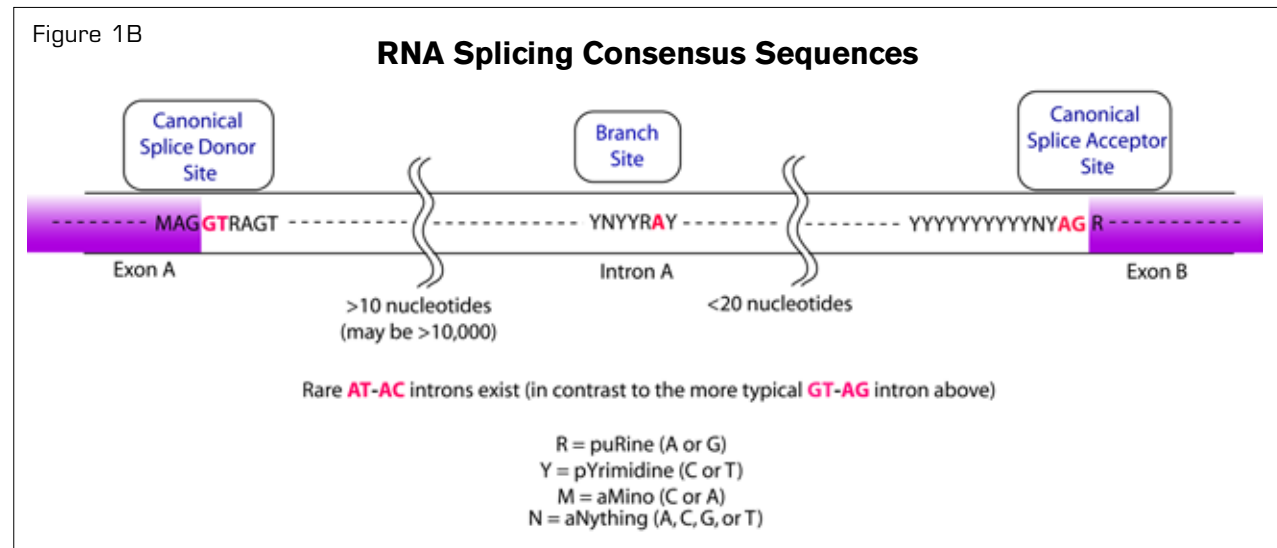 Figure 1B
RNA Splicing Consensus Sequences
Canonical
Splice Donor
Site
Branch
Site
Canonical
Splice Acceptor
Site
-------- MAGGTRAGT ------------ ------------ YNYYRAY ---------- -------- YYYYYYYYYYNYAGR -----------
Exon A
Intron A
Exon B
>10 nucleotides
(may be >10,000)
<20 nucleotides
Rare AT-AC introns exist (in contrast to the more typical GT-AG intron above)
R = puRine (A or G)
Y = pYrimidine (C or T)
M = aMino (C or A)
N = aNything (A, C, G, or T)